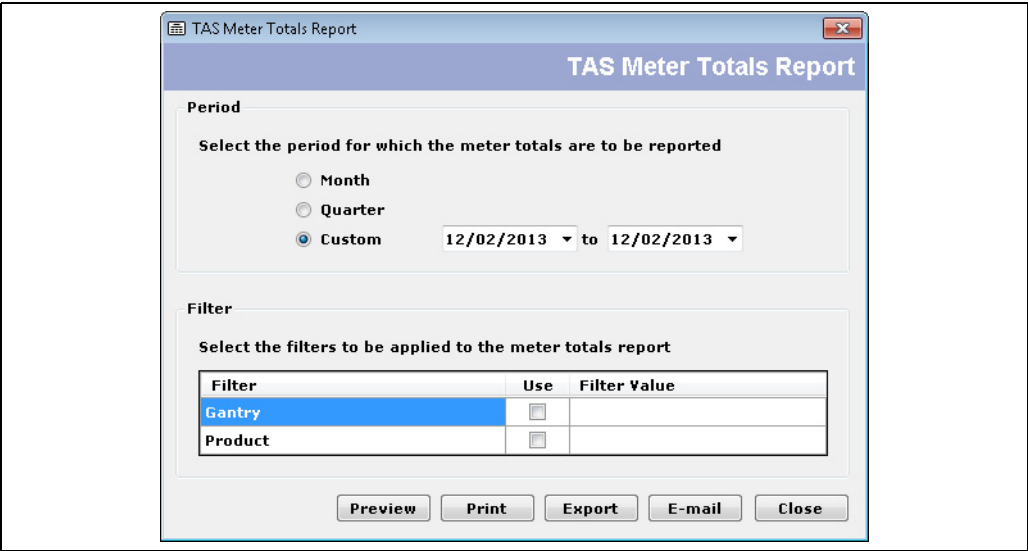 TAS Meter Totals Report
TAS Meter Totals Report
Period
Select the period for which the meter totals are to be reported
Month
Quarter
Custom 12/02/2013 to 12/02/2013
Filter
Select the filters to be applied to the meter totals report
Filter Use Filter Value
Gantry
Product
Preview Print Export E-mail Close